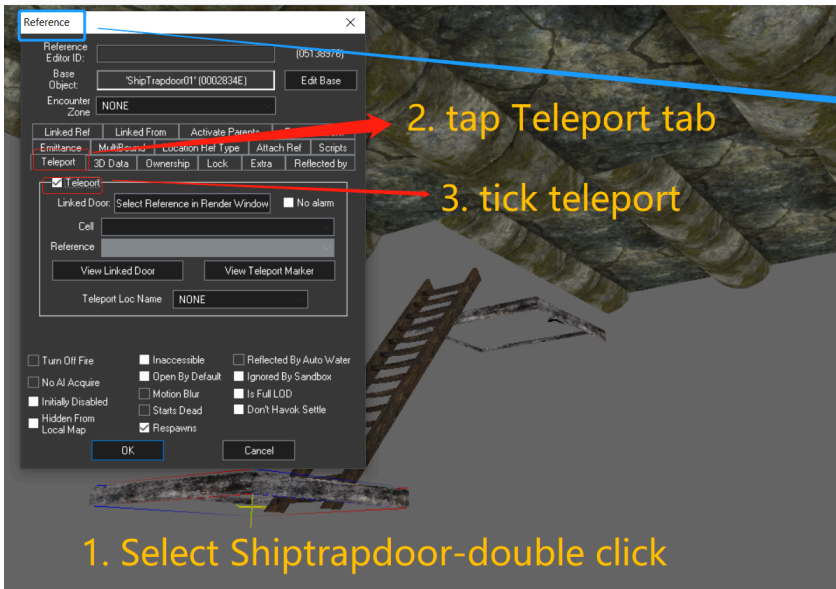 Reference
Reference Editor ID:
(05138976)
Base Object:
'ShipTrapdoor01' (0002834E)
Edit Base
Encounter Zone
NONE
Linked Ref
Linked From
Activate Parents
Emittance
MultiBound
Location Ref Type
Attach Ref
Scripts
Teleport
3D Data
Ownership
Lock
Extra
Reflected by
Teleport
Linked Door:
Select Reference in Render Window
No alarm
Cell
Reference
View Linked Door
View Teleport Marker
Teleport Loc Name
NONE
Turn Off Fire
Inaccessible
Reflected By Auto Water
No AI Acquire
Open By Default
Ignored By Sandbox
Initially Disabled
Motion Blur
Is Full LOD
Hidden From Local Map
Starts Dead
Don't Havok Settle
Respawns
OK
Cancel
2. tap Teleport tab
3. tick teleport
1. Select Shiptrapdoor-double click